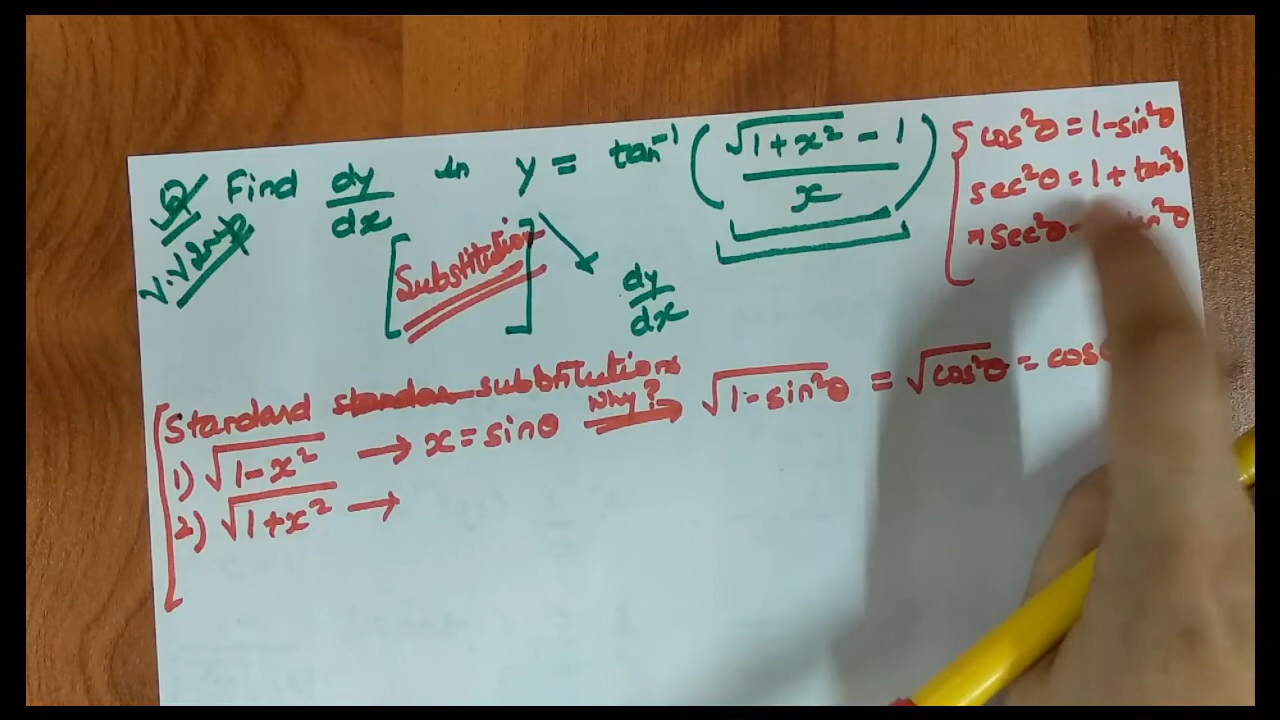 Q Find dy/dx in y = tan⁻¹ (√1+x² - 1 / x)
V.V Imp
[Substitution]
dy/dx
cos²θ = 1-sin²θ
sec²θ = 1 + tan²θ
sec²θ - tan²θ
Standard standar substitutions
1) √1-x² → x = sinθ Why? → √1-sin²θ = √cos²θ = cos
2) √1+x² →